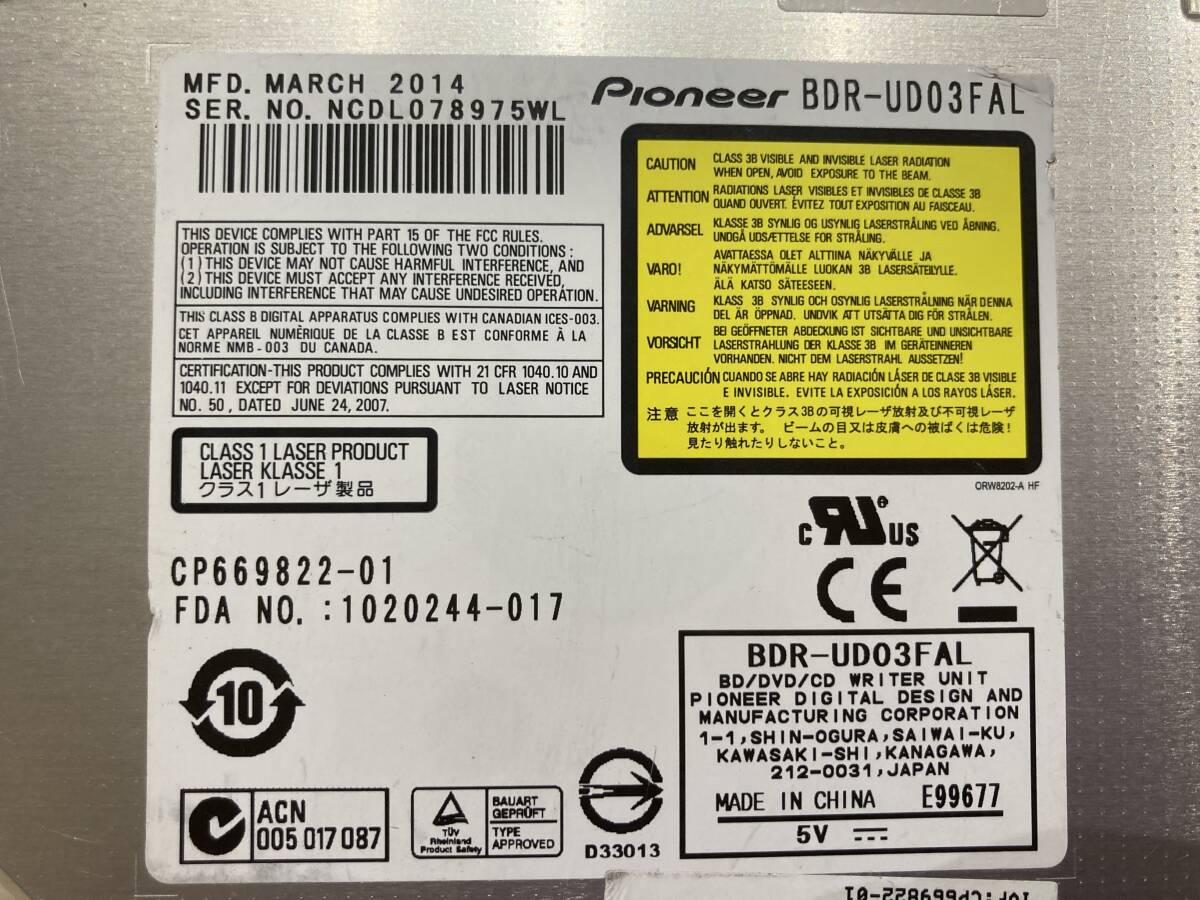 MFD. MARCH 2014
SER. NO. NCDL078975WL
Pioneer BDR-UD03FAL
THIS DEVICE COMPLIES WITH PART 15 OF THE FCC RULES.
OPERATION IS SUBJECT TO THE FOLLOWING TWO CONDITIONS :
(1) THIS DEVICE MAY NOT CAUSE HARMFUL INTERFERENCE, AND
(2) THIS DEVICE MUST ACCEPT ANY INTERFERENCE RECEIVED,
INCLUDING INTERFERENCE THAT MAY CAUSE UNDESIRED OPERATION.
THIS CLASS B DIGITAL APPARATUS COMPLIES WITH CANADIAN ICES-003.
CET APPAREIL NUMÈRIQUE DE LA CLASSE B EST CONFORME À LA
NORME NMB-003 DU CANADA.
CERTIFICATION-THIS PRODUCT COMPLIES WITH 21 CFR 1040.10 AND
1040.11 EXCEPT FOR DEVIATIONS PURSUANT TO LASER NOTICE
NO. 50, DATED JUNE 24, 2007.
CLASS 1 LASER PRODUCT
LASER KLASSE 1
クラス1 レーザ製品
CAUTION CLASS 3B VISIBLE AND INVISIBLE LASER RADIATION
WHEN OPEN, AVOID EXPOSURE TO THE BEAM.
ATTENTION RADIATIONS LASER VISIBLES ET INVISIBLES DE CLASSE 3B
QUAND OUVERT. ÉVITEZ TOUT EXPOSITION AU FAISCEAU.
ADVARSEL KLASSE 3B SYNLIG OG USYNLIG LASERSTRÅLING VED ÅBNING.
UNDGÅ UDSÆTTELSE FOR STRÅLING.
VARO! AVATTAESSA OLET ALTTIINA NÄKYVÄLLE JA
NÄKYMÄTTÖMÄLLE LUOKAN 3B LASERSÄTEILYLLE.
ÄLÄ KATSO SÄTEESEEN.
VARNING KLASS 3B SYNLIG OCH OSYNLIG LASERSTRÅLNING NÄR DENNA
DEL ÄR ÖPPNAD. UNDVIK ATT UTSÄTTA DIG FÖR STRÅLEN.
VORSICHT BEI GEÖFFNETER ABDECKUNG IST SICHTBARE UND UNSICHTBARE
LASERSTRAHLUNG DER KLASSE 3B IM GERÄTEINNEREN
VORHANDEN. NICHT DEM LASERSTRAHL AUSSETZEN!
PRECAUCIÓN CUANDO SE ABRE HAY RADIACIÓN LÁSER DE CLASE 3B VISIBLE
E INVISIBLE. EVITE LA EXPOSICIÓN A LOS RAYOS LÁSER.
注意 ここを開くとクラス3Bの可視レーザ放射及び不可視レーザ
放射が出ます。 ビームの目又は皮膚への被ばくは危険!
見たり触れたりしないこと。
ORW8202-A HF
CP669822-01
FDA NO. :1020244-017
c RU US
CE
10
ACN
005 017 087
TÜV
Rheinland
Product Safety
BAUART
GEPRÜFT
TYPE
APPROVED
D33013
BDR-UD03FAL
BD/DVD/CD WRITER UNIT
PIONEER DIGITAL DESIGN AND
MANUFACTURING CORPORATION
1-1,SHIN-OGURA,SAIWAI-KU,
KAWASAKI-SHI,KANAGAWA,
212-0031,JAPAN
MADE IN CHINA E99677
5V
CP669822-01